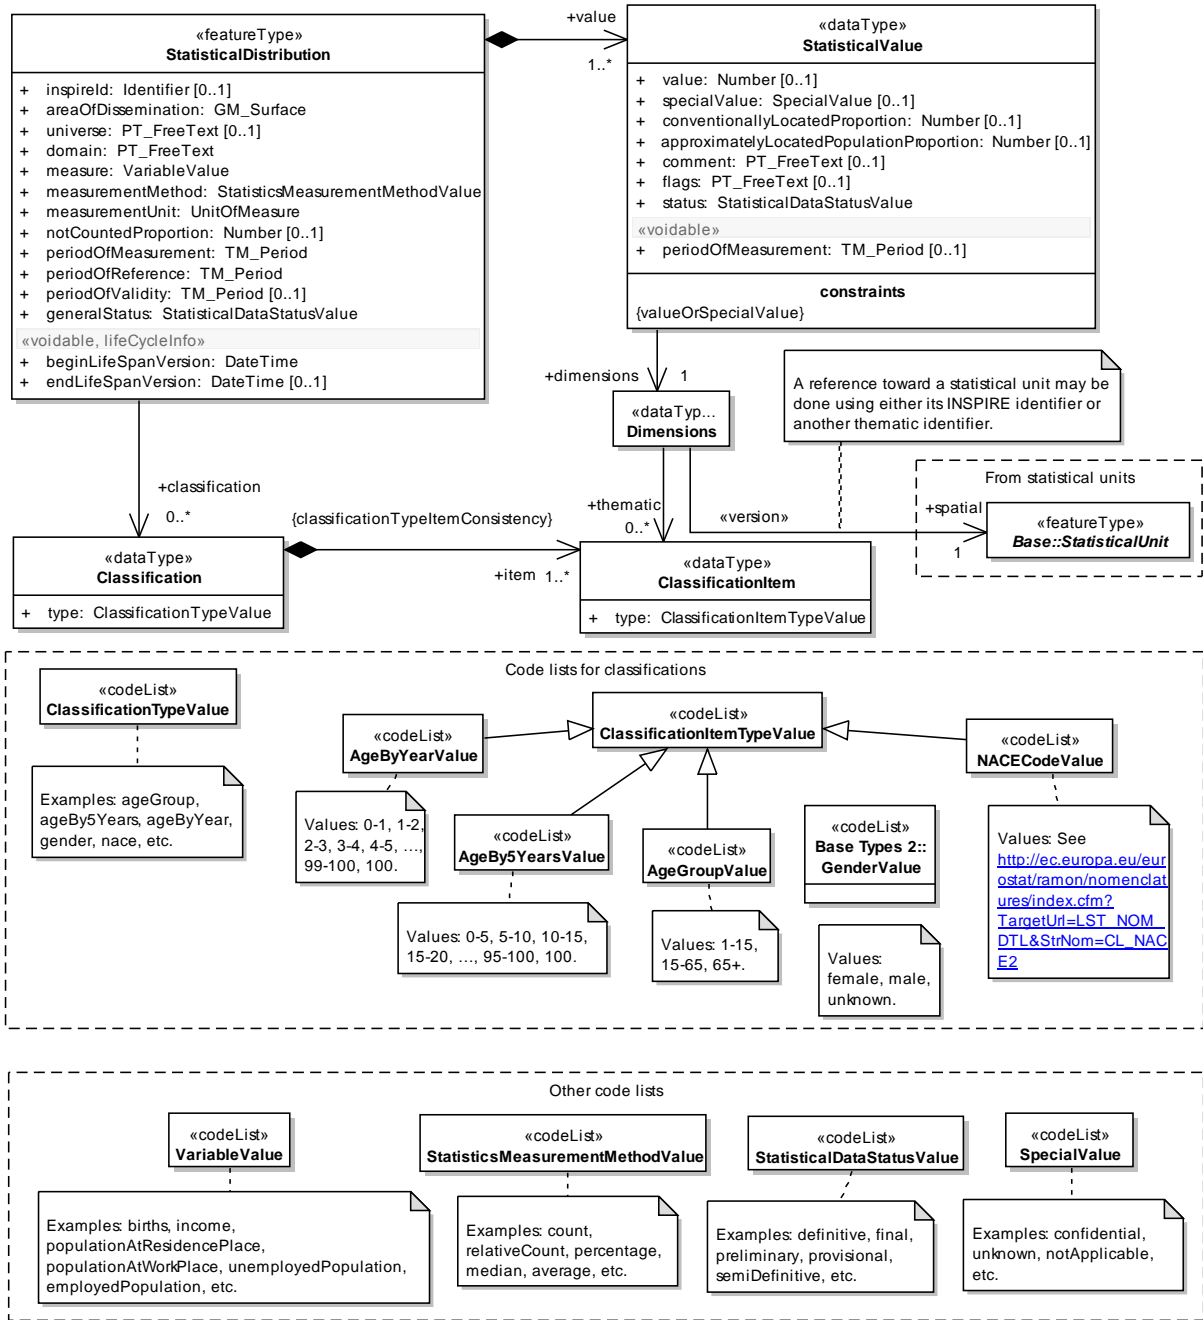 «featureType»
StatisticalDistribution
+ inspireId: Identifier [0..1]
+ areaOfDissemination: GM_Surface
+ universe: PT_FreeText [0..1]
+ domain: PT_FreeText
+ measure: VariableValue
+ measurementMethod: StatisticsMeasurementMethodValue
+ measurementUnit: UnitOfMeasure
+ notCountedProportion: Number [0..1]
+ periodOfMeasurement: TM_Period
+ periodOfReference: TM_Period
+ periodOfValidity: TM_Period [0..1]
+ generalStatus: StatisticalDataStatusValue
«voidable, lifeCycleInfo»
+ beginLifeSpanVersion: DateTime
+ endLifeSpanVersion: DateTime [0..1]
+value
1..*
«dataType»
StatisticalValue
+ value: Number [0..1]
+ specialValue: SpecialValue [0..1]
+ conventionallyLocatedProportion: Number [0..1]
+ approximatelyLocatedPopulationProportion: Number [0..1]
+ comment: PT_FreeText [0..1]
+ flags: PT_FreeText [0..1]
+ status: StatisticalDataStatusValue
«voidable»
+ periodOfMeasurement: TM_Period [0..1]
constraints
{valueOrSpecialValue}
+dimensions 1
«dataTyp...
Dimensions
A reference toward a statistical unit may be
done using either its INSPIRE identifier or
another thematic identifier.
+classification
0..*
{classificationTypeItemConsistency}
+thematic
0..*
«version»
From statistical units
+spatial
1
«featureType»
Base::StatisticalUnit
«dataType»
Classification
+ type: ClassificationTypeValue
+item 1..*
«dataType»
ClassificationItem
+ type: ClassificationItemTypeValue
Code lists for classifications
«codeList»
ClassificationTypeValue
Examples: ageGroup,
ageBy5Years, ageByYear,
gender, nace, etc.
«codeList»
AgeByYearValue
Values: 0-1, 1-2,
2-3, 3-4, 4-5, ...,
99-100, 100.
«codeList»
ClassificationItemTypeValue
«codeList»
AgeBy5YearsValue
Values: 0-5, 5-10, 10-15,
15-20, ..., 95-100, 100.
«codeList»
AgeGroupValue
Values: 1-15,
15-65, 65+.
«codeList»
Base Types 2::
GenderValue
Values:
female, male,
unknown.
«codeList»
NACECodeValue
Values: See
http://ec.europa.eu/eur
ostat/ramon/nomenclat
ures/index.cfm?
TargetUrl=LST_NOM_
DTL&StrNom=CL_NAC
E2
Other code lists
«codeList»
VariableValue
Examples: births, income,
populationAtResidencePlace,
populationAtWorkPlace, unemployedPopulation,
employedPopulation, etc.
«codeList»
StatisticsMeasurementMethodValue
Examples: count,
relativeCount, percentage,
median, average, etc.
«codeList»
StatisticalDataStatusValue
Examples: definitive, final,
preliminary, provisional,
semiDefinitive, etc.
«codeList»
SpecialValue
Examples: confidential,
unknown, notApplicable,
etc.